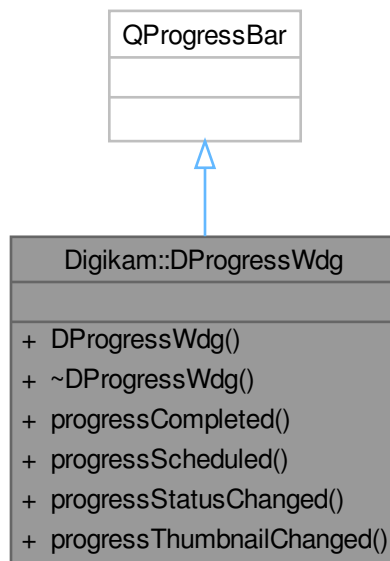 QProgressBar
Digikam::DProgressWdg
+ DProgressWdg()
+ ~DProgressWdg()
+ progressCompleted()
+ progressScheduled()
+ progressStatusChanged()
+ progressThumbnailChanged()